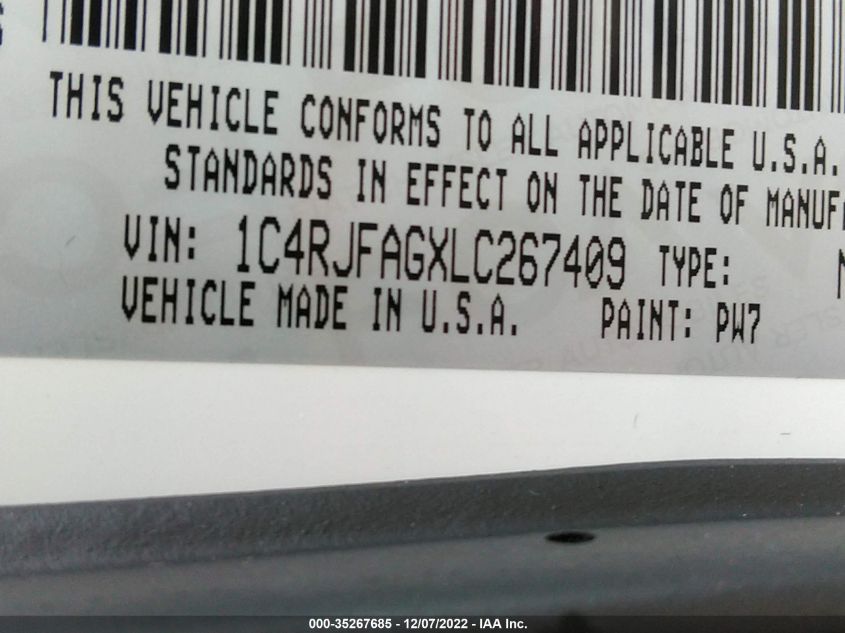 THIS VEHICLE CONFORMS TO ALL APPLICABLE U.S.A.
STANDARDS IN EFFECT ON THE DATE OF
VIN: 1C4RJFAGXLC267409 TYPE:
VEHICLE MADE IN U.S.A. PAINT: PW7
000-35267685 - 12/07/2022 - IAA Inc.